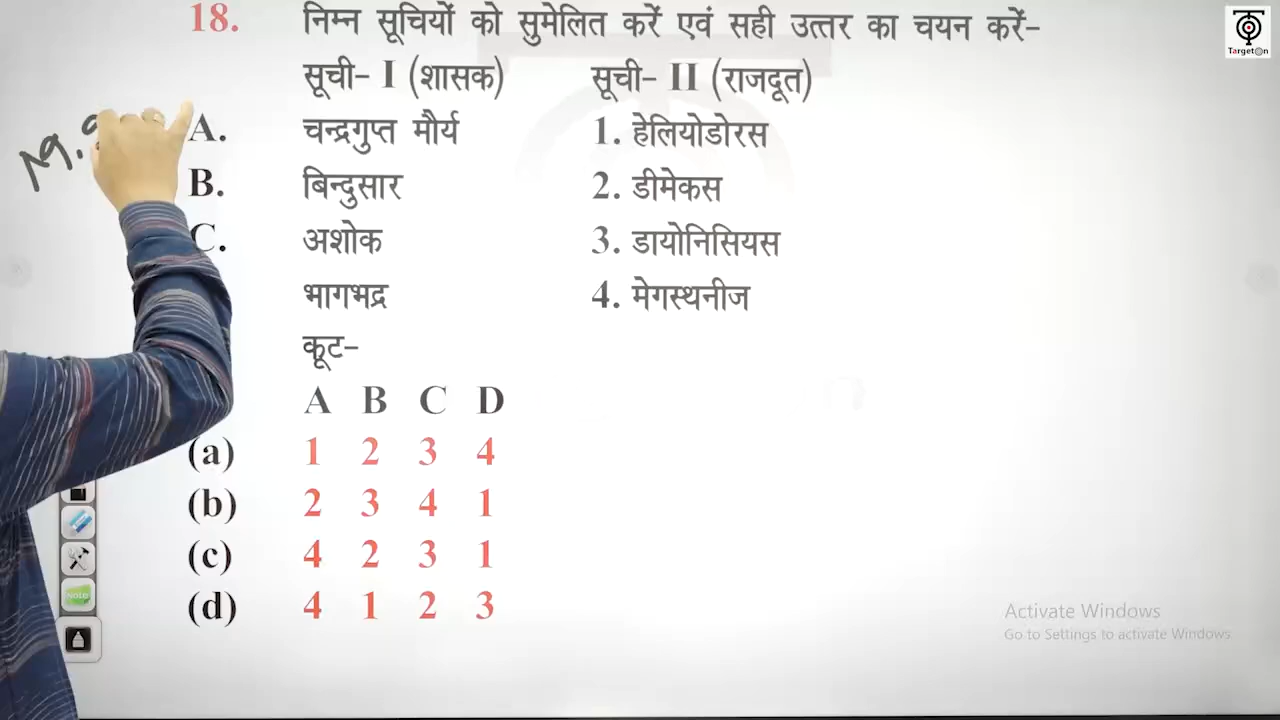 18. निम्न सूचियों को सुमेलित करें एवं सही उत्तर का चयन करें-
TargetOn
सूची- I (शासक) सूची- II (राजदूत)
A. चन्द्रगुप्त मौर्य 1. हेलियोडोरस
B. बिन्दुसार 2. डीमेकस
C. अशोक 3. डायोनिसियस
भागभद्र 4. मेगस्थनीज
कूट-
A B C D
(a) 1 2 3 4
(b) 2 3 4 1
(c) 4 2 3 1
(d) 4 1 2 3
Note
Activate Windows
Go to Settings to activate Windows.